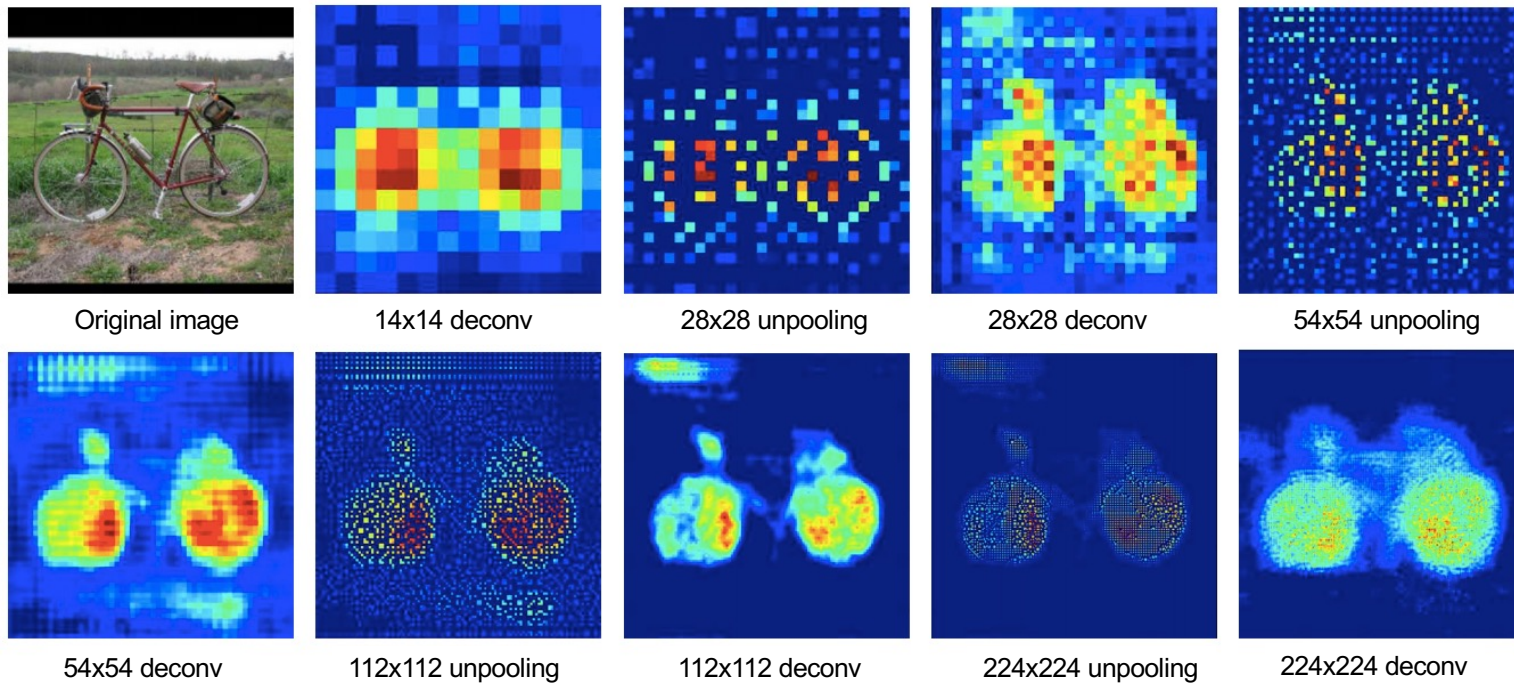 Original image
14x14 deconv
28x28 unpooling
28x28 deconv
54x54 unpooling
54x54 deconv
112x112 unpooling
112x112 deconv
224x224 unpooling
224x224 deconv